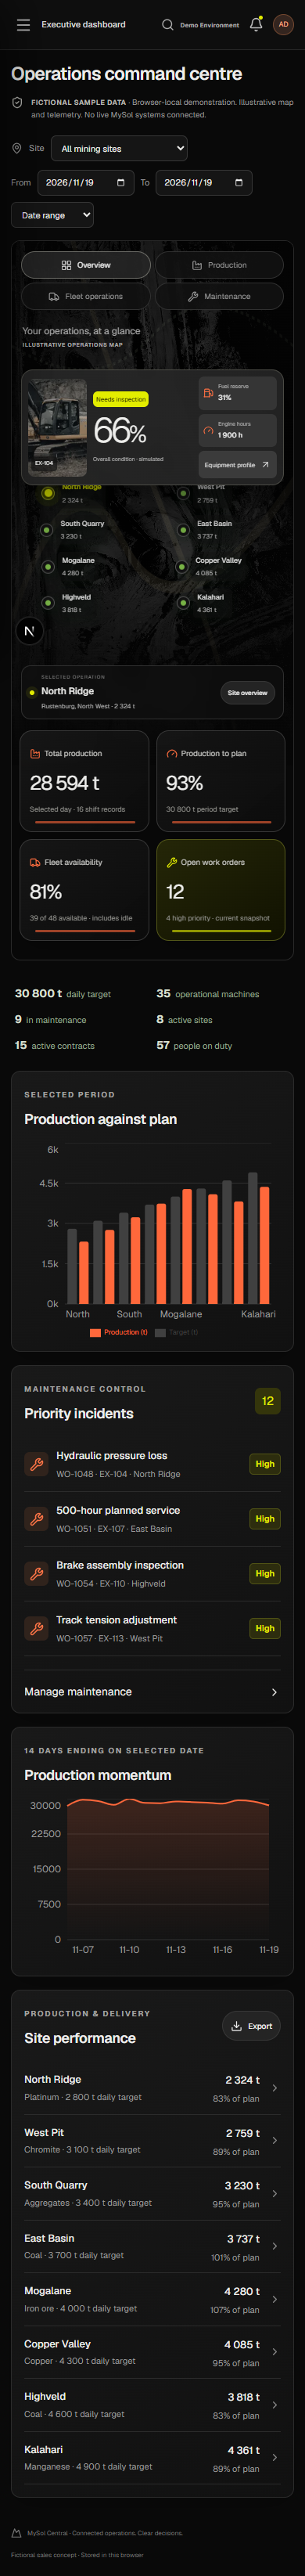 Executive dashboard
Demo Environment
AD
Operations command centre
FICTIONAL SAMPLE DATA · Browser-local demonstration. Illustrative map
and telemetry. No live MySol systems connected.
Site
All mining sites
From 2026/11/19 To 2026/11/19
Date range
Overview
Production
Fleet operations
Maintenance
Your operations, at a glance
ILLUSTRATIVE OPERATIONS MAP
EX-104
Needs inspection
66%
Overall condition · simulated
Fuel reserve
31%
Engine hours
1 900 h
Equipment profile
North Ridge
2 324 t
West Pit
2 759 t
South Quarry
3 230 t
East Basin
3 737 t
Mogalane
4 280 t
Copper Valley
4 085 t
Highveld
3 818 t
Kalahari
4 361 t
N
SELECTED OPERATION
North Ridge
Rustenburg, North West · 2 324 t
Site overview
Total production
28 594 t
Selected day · 16 shift records
Production to plan
93%
30 800 t period target
Fleet availability
81%
39 of 48 available · includes idle
Open work orders
12
4 high priority · current snapshot
30 800 t daily target
35 operational machines
9 in maintenance
8 active sites
15 active contracts
57 people on duty
SELECTED PERIOD
Production against plan
6k
4.5k
3k
1.5k
0k
North
South
Mogalane
Kalahari
Production (t)
Target (t)
MAINTENANCE CONTROL
Priority incidents
12
Hydraulic pressure loss
WO-1048 · EX-104 · North Ridge
High
500-hour planned service
WO-1051 · EX-107 · East Basin
High
Brake assembly inspection
WO-1054 · EX-110 · Highveld
High
Track tension adjustment
WO-1057 · EX-113 · West Pit
High
Manage maintenance
14 DAYS ENDING ON SELECTED DATE
Production momentum
30000
22500
15000
7500
0
11-07
11-10
11-13
11-16
11-19
PRODUCTION & DELIVERY
Site performance
Export
North Ridge
Platinum · 2 800 t daily target
2 324 t
83% of plan
West Pit
Chromite · 3 100 t daily target
2 759 t
89% of plan
South Quarry
Aggregates · 3 400 t daily target
3 230 t
95% of plan
East Basin
Coal · 3 700 t daily target
3 737 t
101% of plan
Mogalane
Iron ore · 4 000 t daily target
4 280 t
107% of plan
Copper Valley
Copper · 4 300 t daily target
4 085 t
95% of plan
Highveld
Coal · 4 600 t daily target
3 818 t
83% of plan
Kalahari
Manganese · 4 900 t daily target
4 361 t
89% of plan
MySol Central · Connected operations. Clear decisions.
Fictional sales concept · Stored in this browser